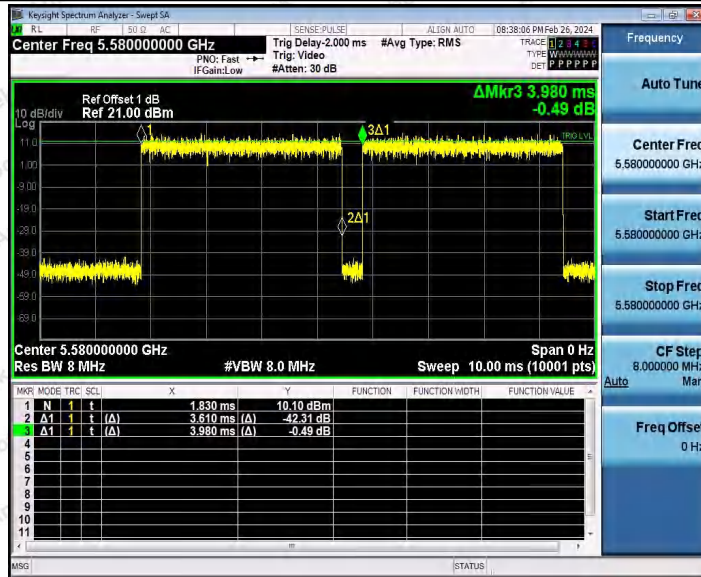 Keysight Spectrum Analyzer - Swept SA
RL RF 50 Ω AC SENSE:PULSE ALIGN AUTO 08:38:06 PM Feb 26, 2024
Center Freq 5.580000000 GHz
PNO: Fast
IFGain:Low
Trig Delay-2.000 ms
Trig: Video
#Atten: 30 dB
#Avg Type: RMS
TRACE 1 2 3 4 5 6
TYPE WWWWWW
DET P P P P P P
ΔMkr3 3.980 ms
-0.49 dB
Ref Offset 1 dB
10 dB/div Ref 21.00 dBm
Log
11.0
1.00
-9.00
-19.0
-29.0
-39.0
-49.0
-59.0
-69.0
1
3Δ1
TRIG LVL
2Δ1
Center 5.580000000 GHz Span 0 Hz
Res BW 8 MHz #VBW 8.0 MHz Sweep 10.00 ms (10001 pts)
MKR MODE TRC SCL X Y FUNCTION FUNCTION WIDTH FUNCTION VALUE
1 N 1 t 1.830 ms 10.10 dBm
2 Δ1 1 t (Δ) 3.610 ms (Δ) -42.31 dB
3 Δ1 1 t (Δ) 3.980 ms (Δ) -0.49 dB
4
5
6
7
8
9
10
11
MSG STATUS
Frequency
Auto Tune
Center Freq
5.580000000 GHz
Start Freq
5.580000000 GHz
Stop Freq
5.580000000 GHz
CF Step
8.000000 MHz
Auto Man
Freq Offset
0 Hz